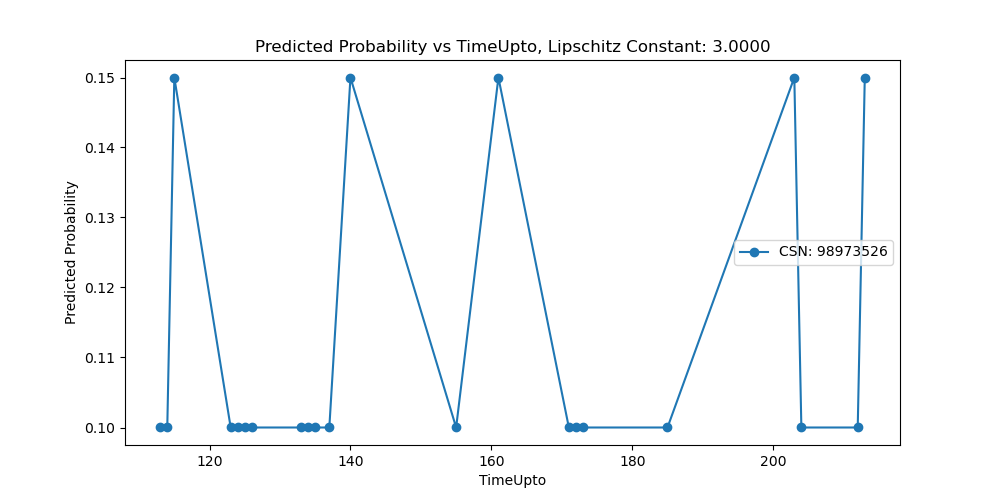 Predicted Probability vs TimeUpto, Lipschitz Constant: 3.0000
Predicted Probability
0.15
0.14
0.13
0.12
0.11
0.10
CSN: 98973526
120 140 160 180 200
TimeUpto